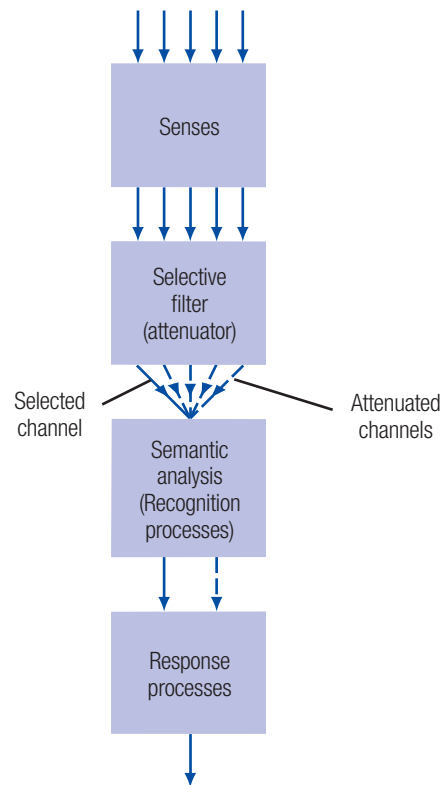 Senses
Selective
filter
(attenuator)
Selected
channel
Attenuated
channels
Semantic
analysis
(Recognition
processes)
Response
processes